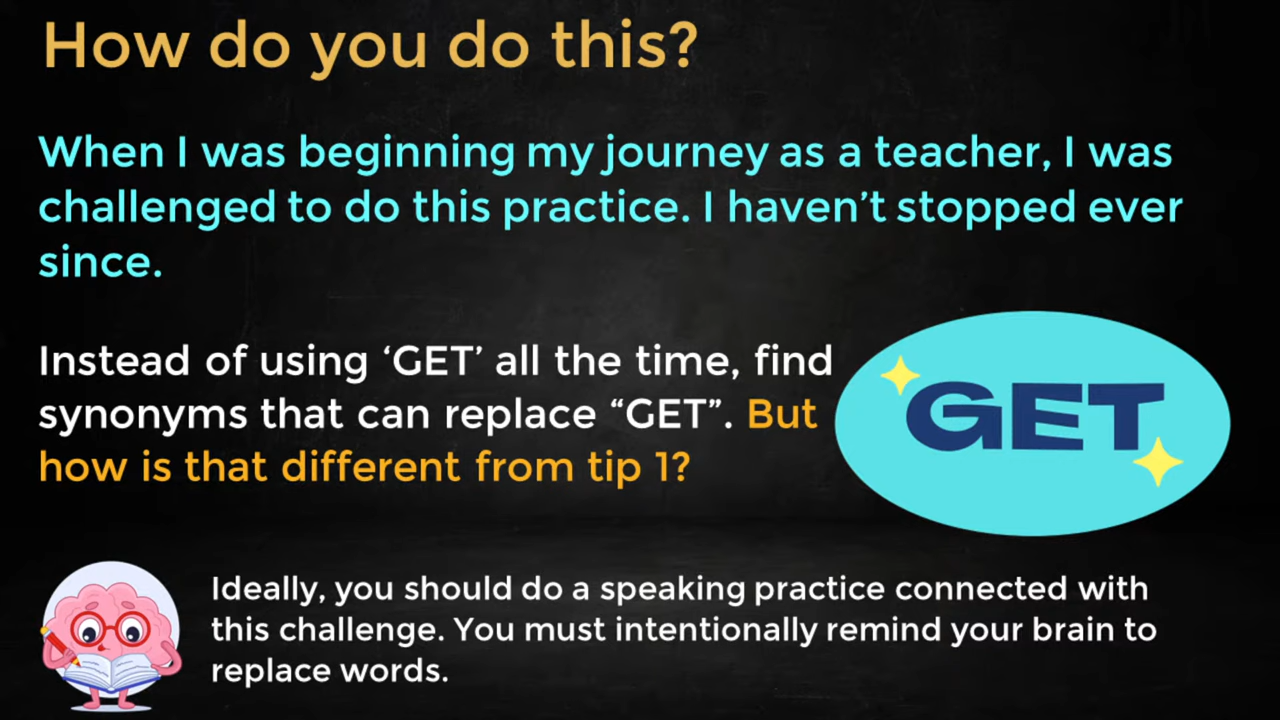 How do you do this?
When I was beginning my journey as a teacher, I was
challenged to do this practice. I haven't stopped ever
since.
Instead of using ‘GET’ all the time, find
synonyms that can replace “GET”. But
how is that different from tip 1?
GET
Ideally, you should do a speaking practice connected with
this challenge. You must intentionally remind your brain to
replace words.